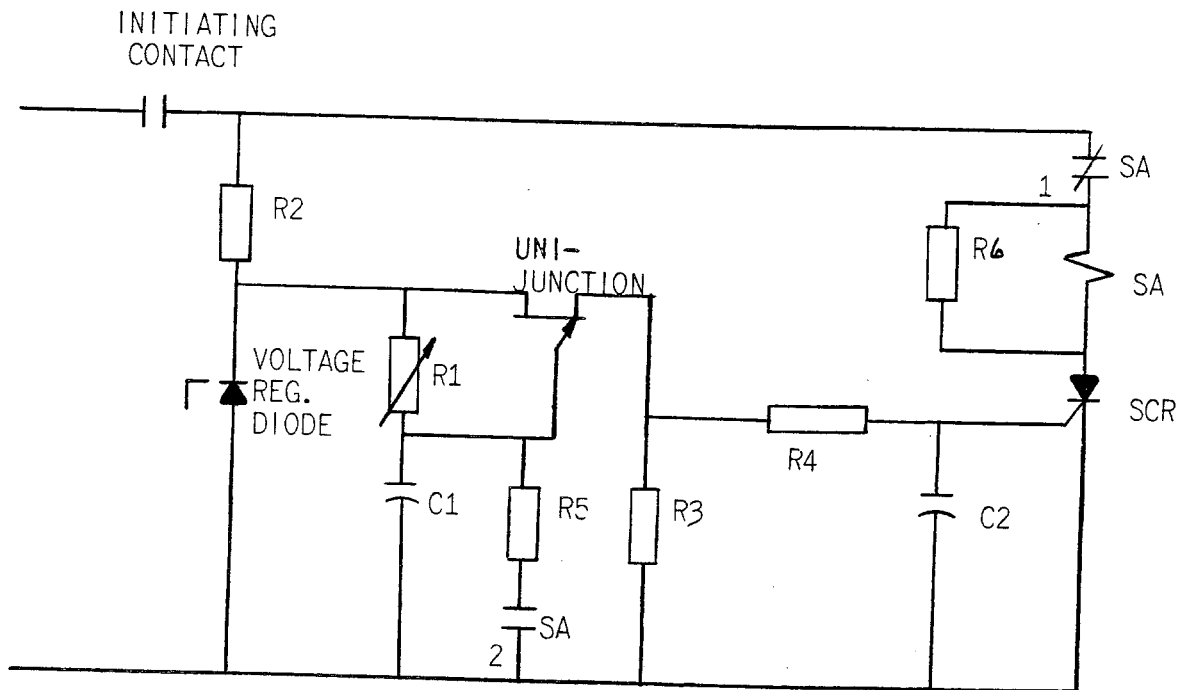 INITIATING
CONTACT
SA
1
R2
R6
UNI-
JUNCTION
SA
VOLTAGE
REG.
DIODE
R1
SCR
R4
C1
R5
R3
C2
SA
2